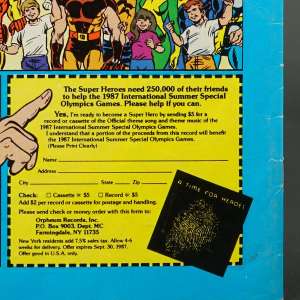 The Super Heroes need 250,000 of their friends
to help the 1987 International Summer Special
Olympics Games. Please help if you can.
Yes, I'm ready to become a Super Hero by sending $5 for a
record or cassette of the Official theme song and theme music of the
1987 International Summer Special Olympics Games.
I understand that a portion of the proceeds from this record will benefit
the 1987 International Summer Special Olympics Games.
(Please Print Clearly)
Name
Address
City State Zip
Check: Cassette @ $5 Record @ $5
Add $2 per record or cassette for postage and handling.
Please send check or money with this form to:
Orpheum Records, Inc.
P.O. Box 9003, Dept. MC
Farmingdale, NY 11735
New York residents add 7.5% sales tax. Allow 4-6
weeks for delivery. Offer expires Sept. 30, 1987.
Offer good in U.S.A. only.
A TIME FOR HEROES